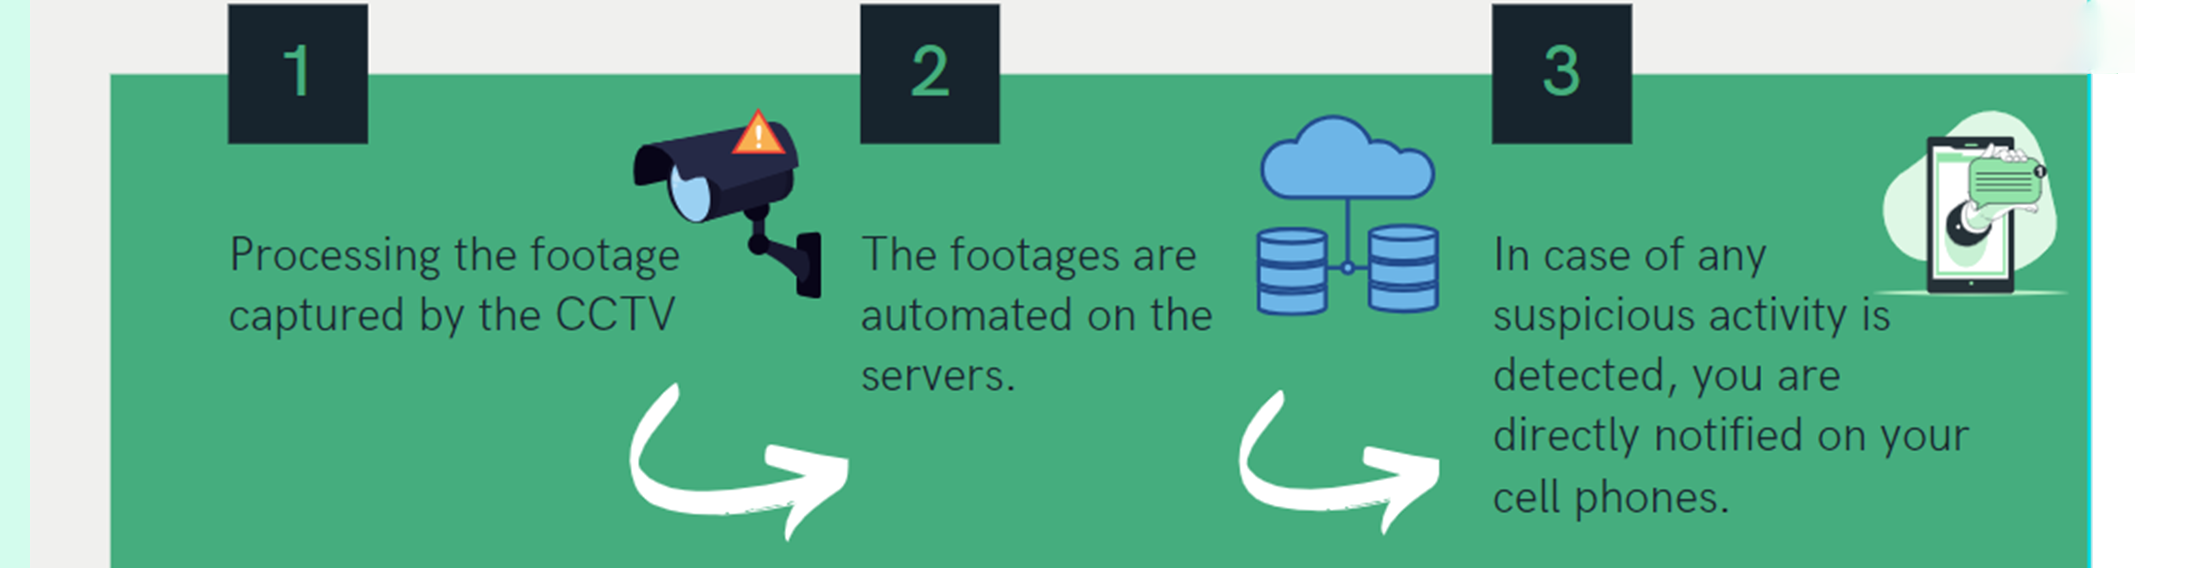 1
Processing the footage
captured by the CCTV
2
The footages are
automated on the
servers.
3
In case of any
suspicious activity is
detected, you are
directly notified on your
cell phones.